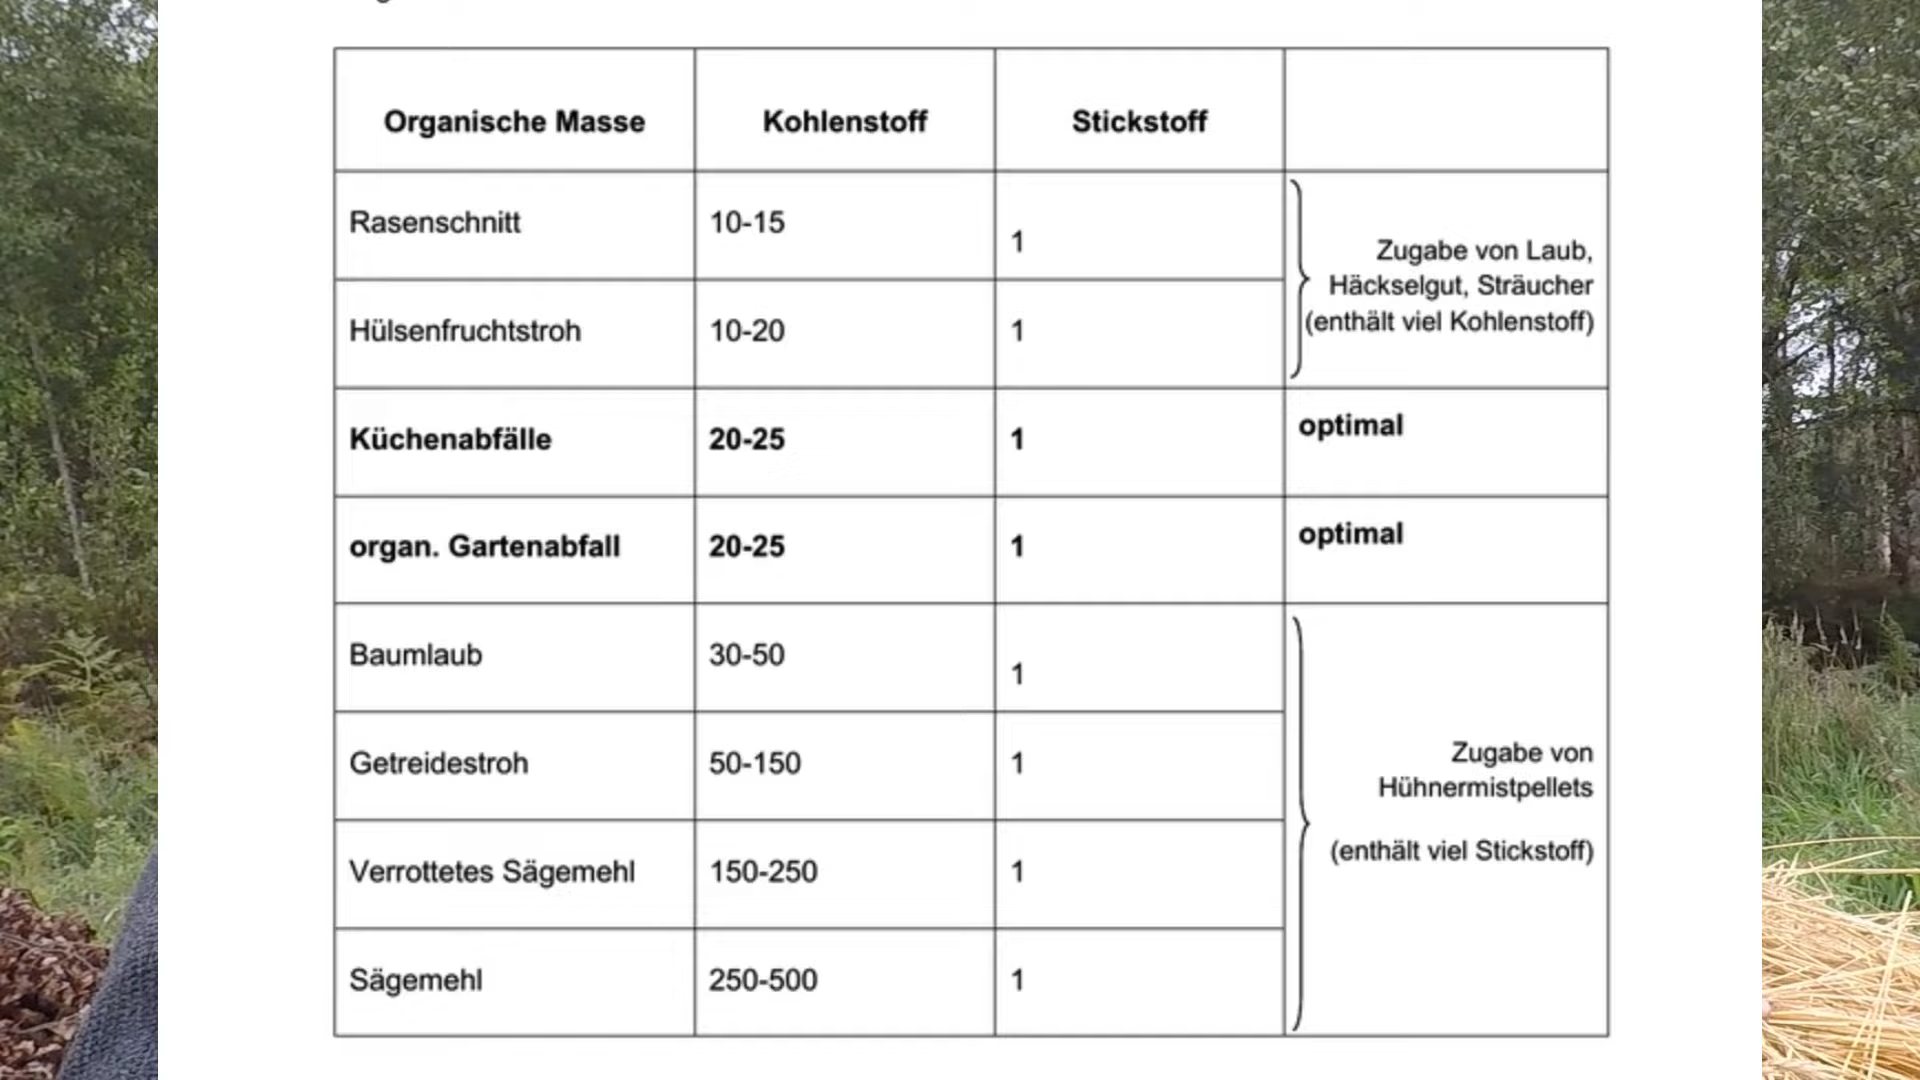 Organische Masse Kohlenstoff Stickstoff
Rasenschnitt 10-15 1
Zugabe von Laub,
Häckselgut, Sträucher
(enthält viel Kohlenstoff)
Hülsenfruchtstroh 10-20 1
Küchenabfälle 20-25 1 optimal
organ. Gartenabfall 20-25 1 optimal
Baumlaub 30-50 1
Getreidestroh 50-150 1
Zugabe von
Hühnermistpellets
(enthält viel Stickstoff)
Verrottetes Sägemehl 150-250 1
Sägemehl 250-500 1